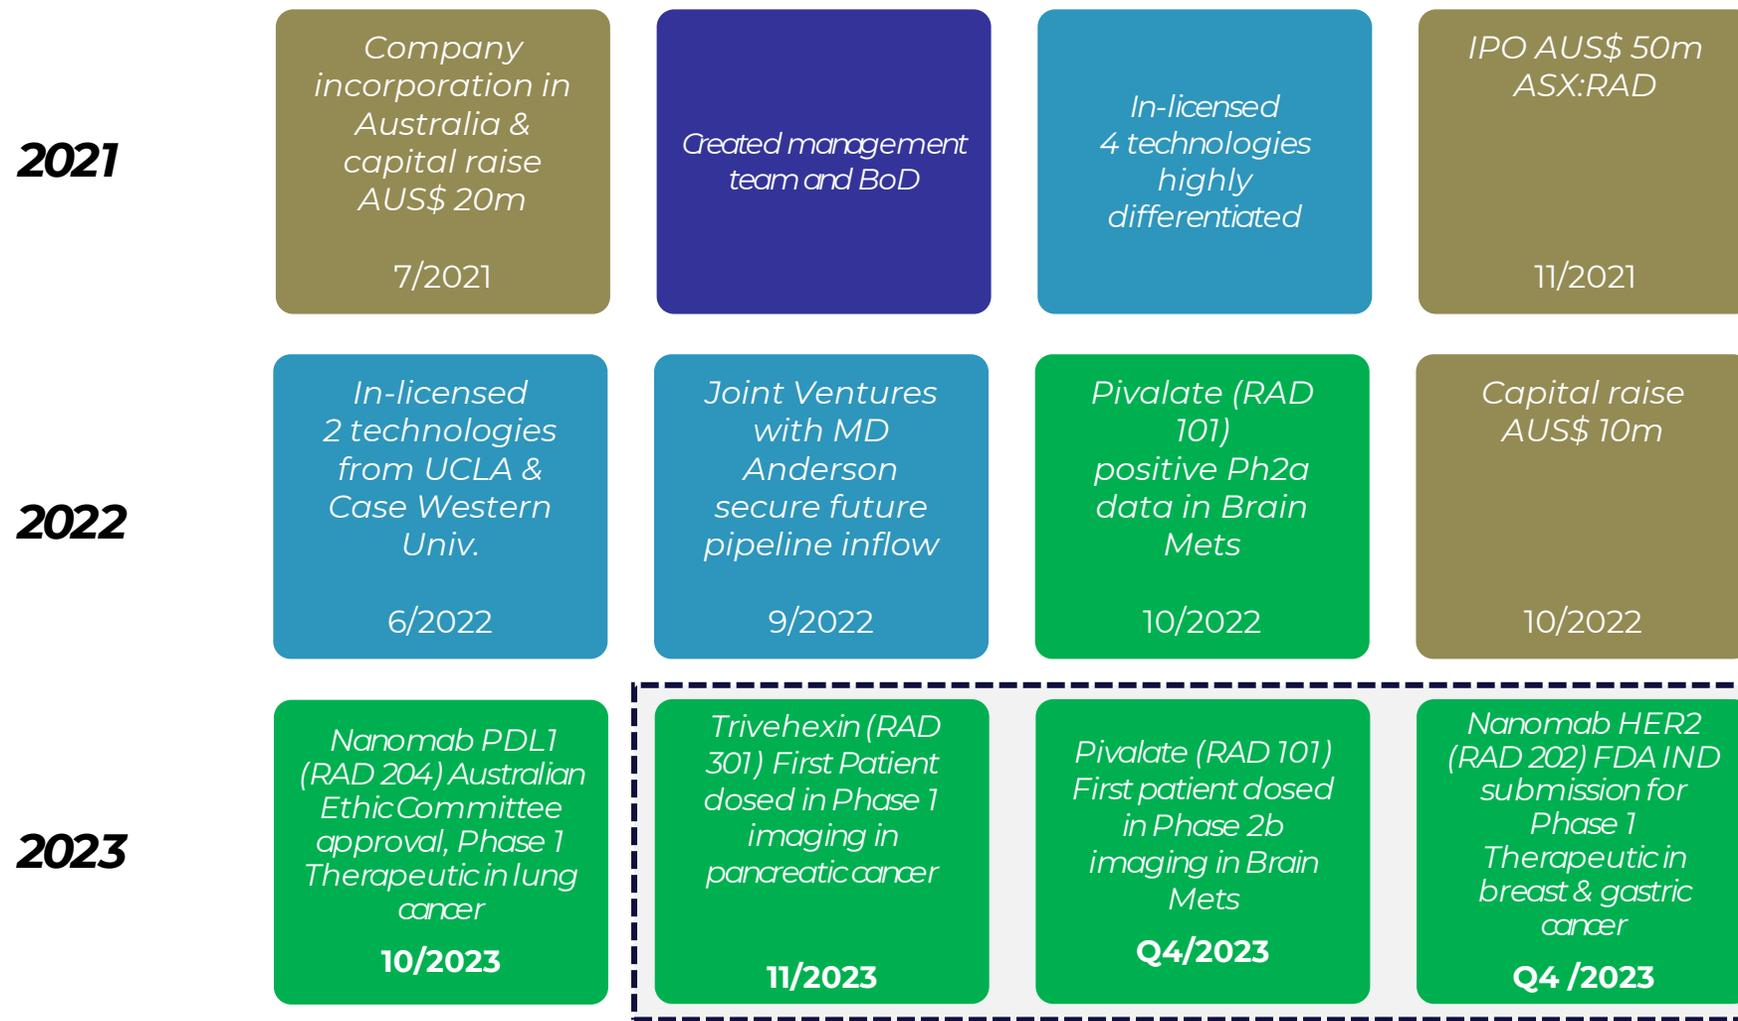 2021
Company
incorporation in
Australia &
capital raise
AUS$ 20m
7/2021
Created management
team and BoD
In-licensed
4 technologies
highly
differentiated
IPO AUS$ 50m
ASX:RAD
11/2021
2022
In-licensed
2 technologies
from UCLA &
Case Western
Univ.
6/2022
Joint Ventures
with MD
Anderson
secure future
pipeline inflow
9/2022
Pivalate (RAD
101)
positive Ph2a
data in Brain
Mets
10/2022
Capital raise
AUS$ 10m
10/2022
2023
Nanomab PDL1
(RAD 204) Australian
Ethic Committee
approval, Phase 1
Therapeutic in lung
cancer
10/2023
Trivehexin (RAD
301) First Patient
dosed in Phase 1
imaging in
pancreatic cancer
11/2023
Pivalate (RAD 101)
First patient dosed
in Phase 2b
imaging in Brain
Mets
Q4/2023
Nanomab HER2
(RAD 202) FDA IND
submission for
Phase 1
Therapeutic in
breast & gastric
cancer
Q4 /2023